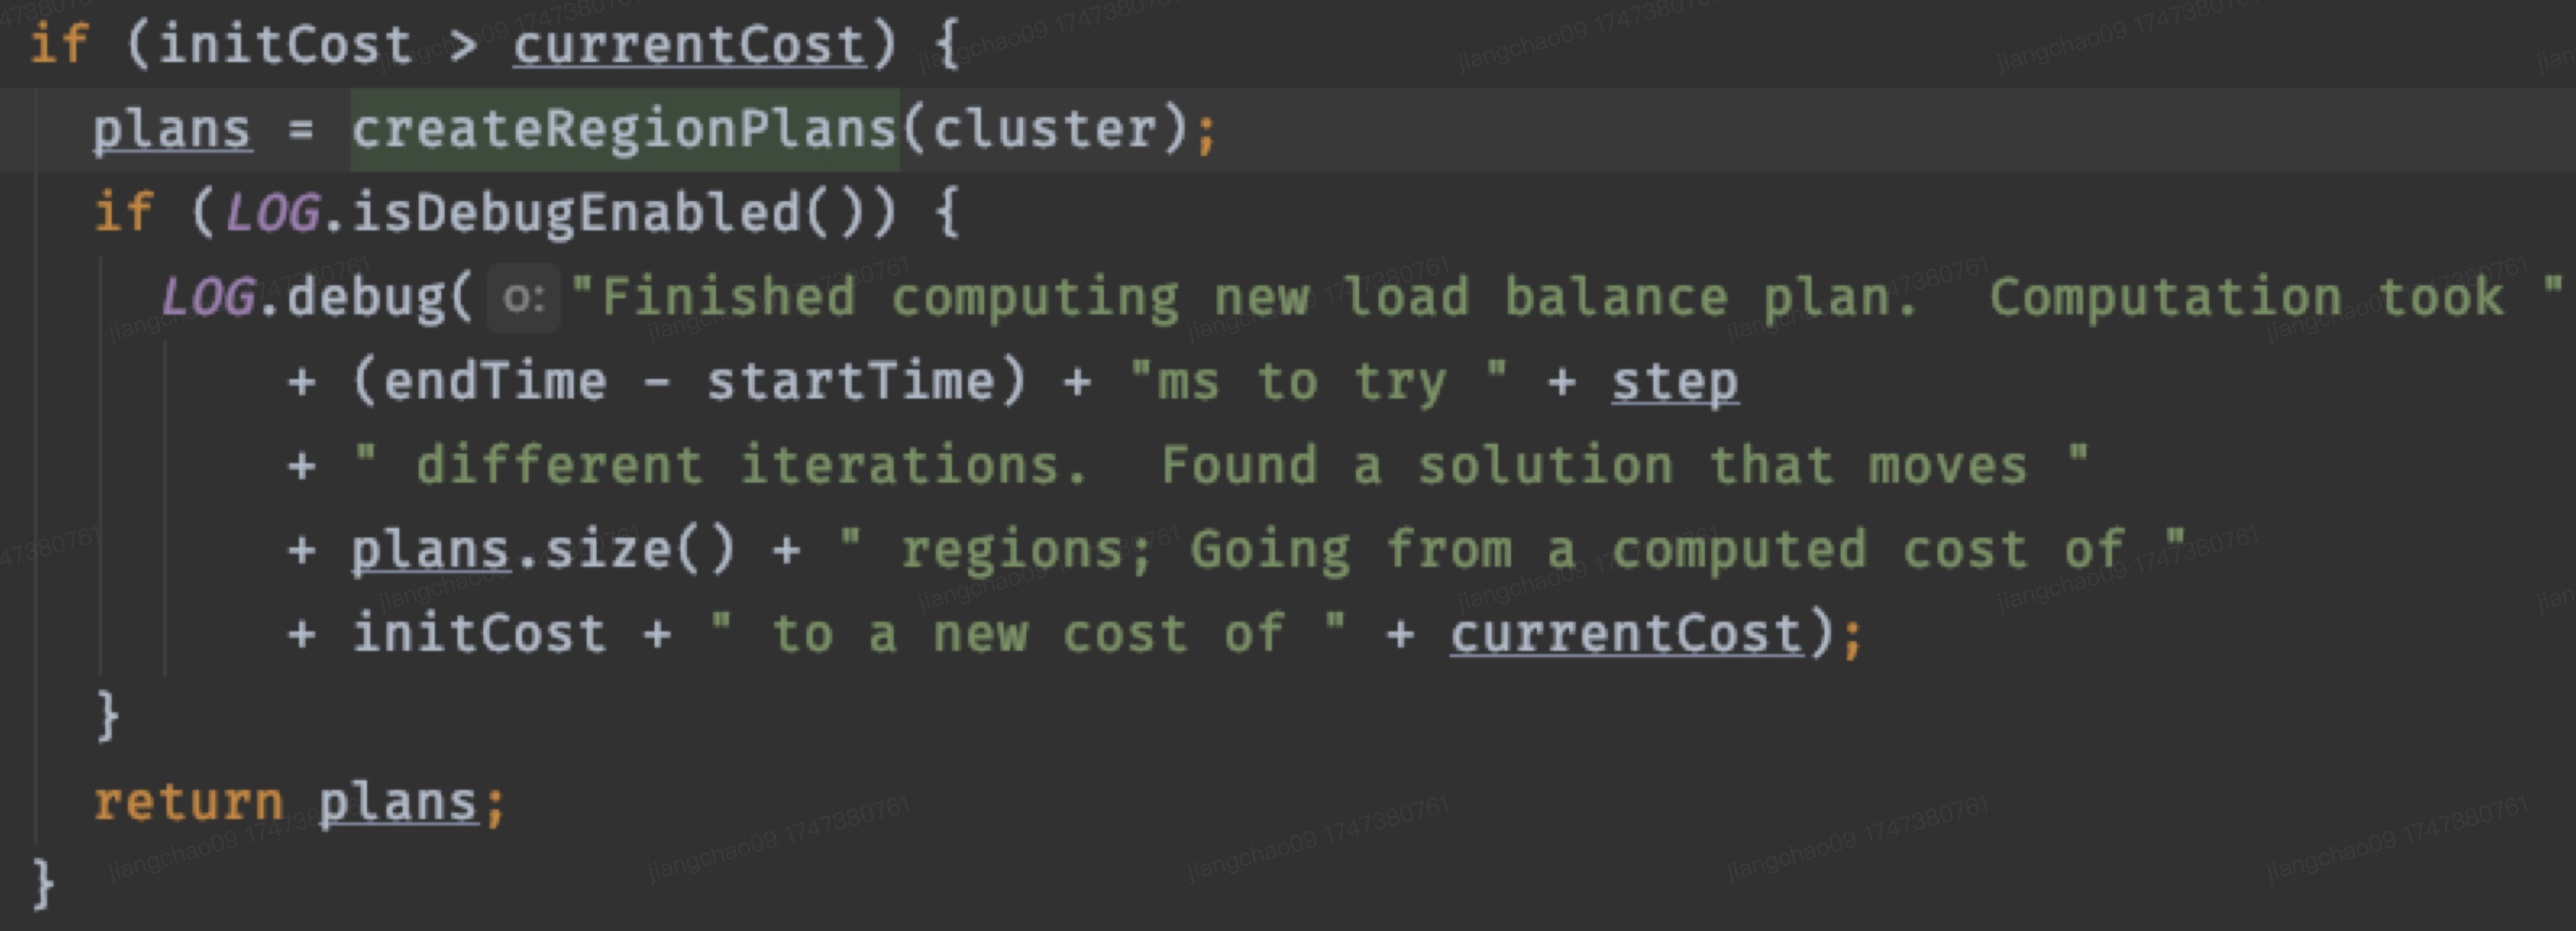 if (initCost > currentCost) {
  plans = createRegionPlans(cluster);
  if (LOG.isDebugEnabled()) {
    LOG.debug( o: "Finished computing new load balance plan.  Computation took "
        + (endTime - startTime) + "ms to try " + step
        + " different iterations.  Found a solution that moves "
        + plans.size() + " regions; Going from a computed cost of "
        + initCost + " to a new cost of " + currentCost);
  }
  return plans;
}
jiangchao09 1747380761